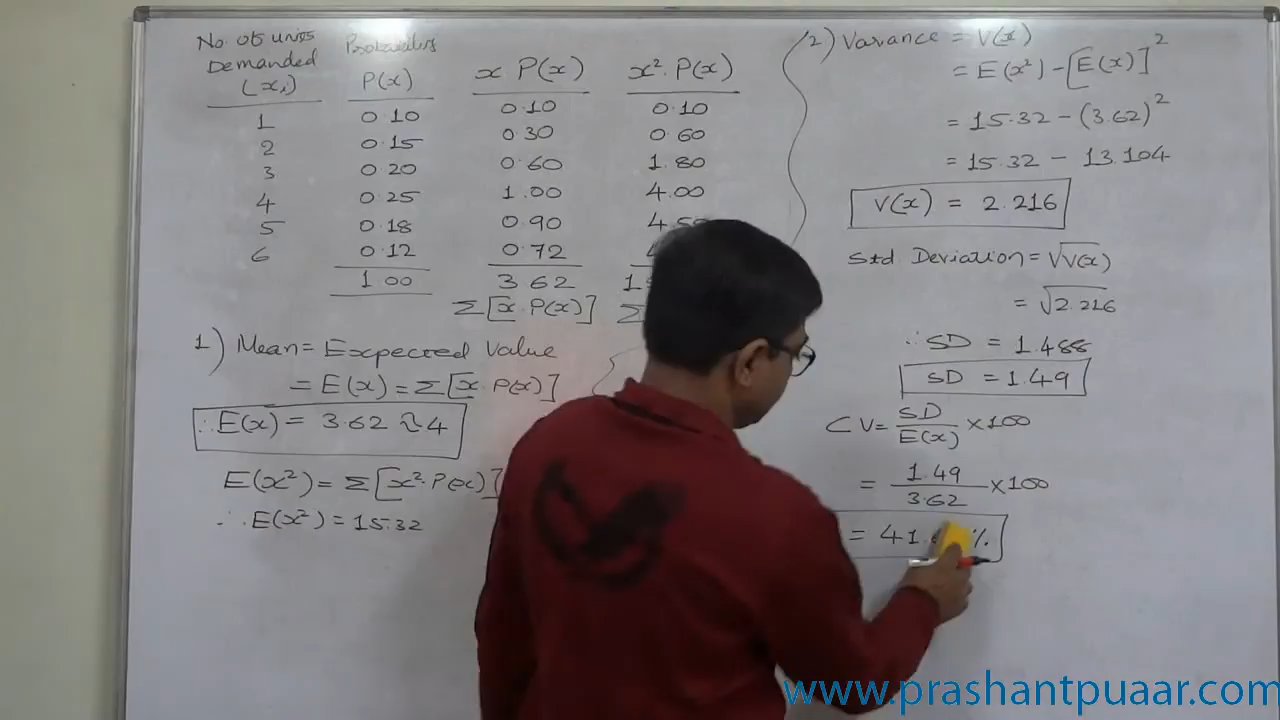 No. of units Demanded (xi)
Probability P(x)
x P(x)
x². P(x)
1 0.10 0.10 0.10
2 0.15 0.30 0.60
3 0.20 0.60 1.80
4 0.25 1.00 4.00
5 0.18 0.90
6 0.12 0.72
1.00 3.62
Σ[x. P(x)]
1) Mean = Expected Value
= E(x) = Σ[x. P(x)]
∴ E(x) = 3.62 ≈ 4
E(x²) = Σ[x². P(x)]
∴ E(x²) = 15.32
2) Variance = V(x)
= E(x²) - [E(x)]²
= 15.32 - (3.62)²
= 15.32 - 13.104
V(x) = 2.216
Std Deviation = √V(x)
= √2.216
∴ SD = 1.488
SD = 1.49
CV = SD/E(x) × 100
= 1.49/3.62 × 100
= 41. %
www.prashantpuaar.com